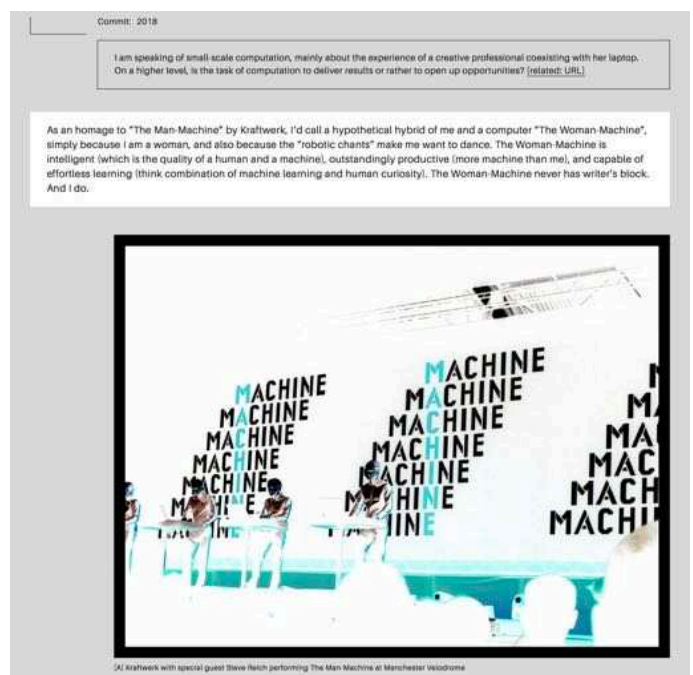 Commit: 2018
I am speaking of small-scale computation, mainly about the experience of a creative professional coexisting with her laptop.
On a higher level, is the task of computation to deliver results or rather to open up opportunities? [related: URL]
As an homage to "The Man-Machine" by Kraftwerk, I'd call a hypothetical hybrid of me and a computer "The Woman-Machine",
simply because I am a woman, and also because the "robotic chants" make me want to dance. The Woman-Machine is
intelligent (which is the quality of a human and a machine), outstandingly productive (more machine than me), and capable of
effortless learning (think combination of machine learning and human curiosity). The Woman-Machine never has writer's block.
And I do.
MACHINE
MACHINE
MACHINE
MACHINE
MACHINE
MACHINE
MACHINE
MACHINE
MACHINE
MACHINE
MACHINE
MACHINE
MACHINE
INE
M
MA
MA
MAC
MACH
MACHI
[A] Kraftwerk with special guest Steve Reich performing The Man Machine at Manchester Velodrome